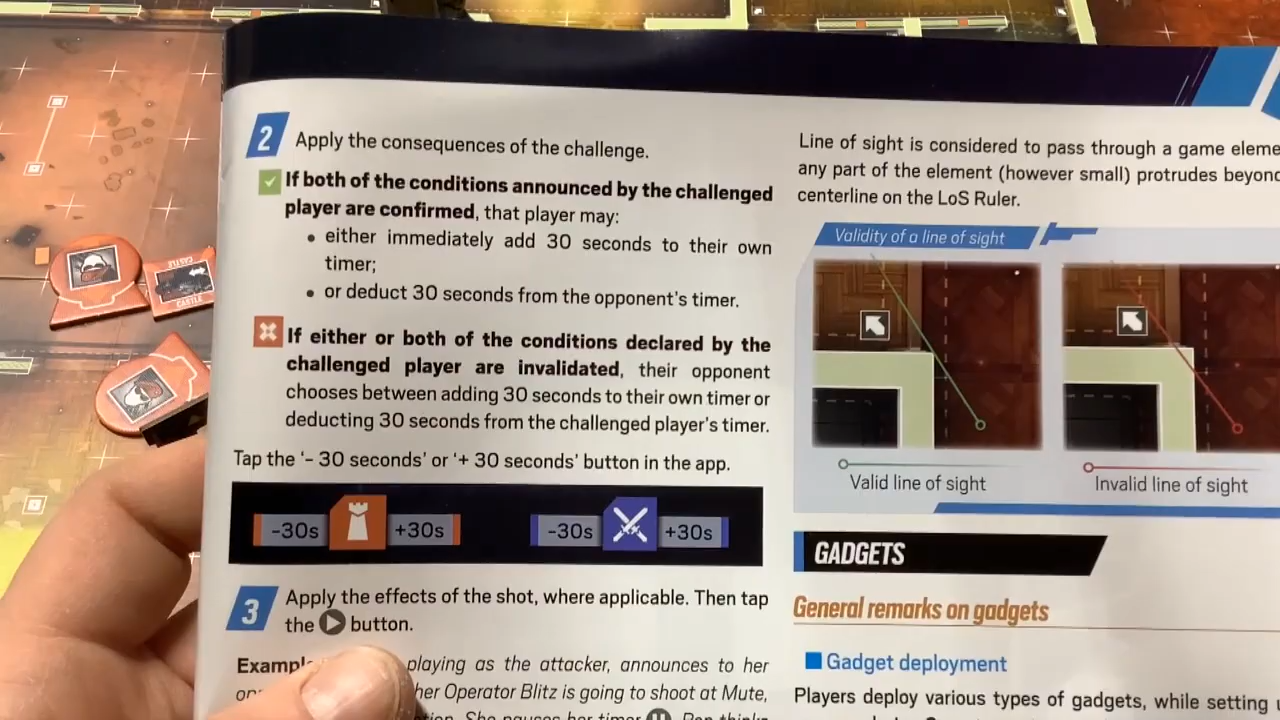 2 Apply the consequences of the challenge.
If both of the conditions announced by the challenged
player are confirmed, that player may:
• either immediately add 30 seconds to their own
timer;
• or deduct 30 seconds from the opponent's timer.
If either or both of the conditions declared by the
challenged player are invalidated, their opponent
chooses between adding 30 seconds to their own timer or
deducting 30 seconds from the challenged player's timer.
Tap the '- 30 seconds' or '+ 30 seconds' button in the app.
-30s +30s -30s +30s
3 Apply the effects of the shot, where applicable. Then tap
the button.
playing as the attacker, announces to her
her Operator Blitz is going to shoot at Mute,
She pauses her timer
Line of sight is considered to pass through a game
any part of the element (however small) protrudes
centerline on the LoS Ruler.
Validity of a line of sight
Valid line of sight
Invalid line of sight
GADGETS
General remarks on gadgets
Gadget deployment
Players deploy various types of gadgets, while setting
CASTLE
CASTLE